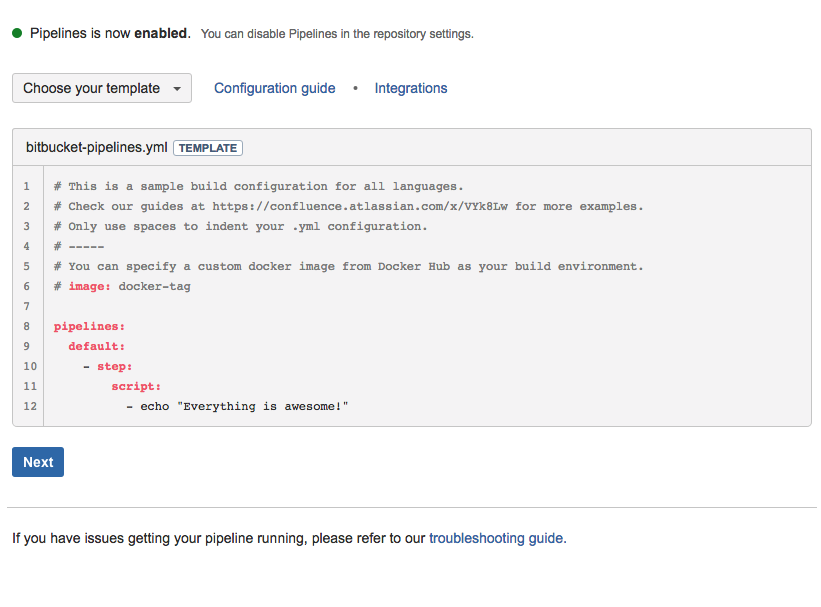 Pipelines is now enabled. You can disable Pipelines in the repository settings.
Choose your template Configuration guide • Integrations
bitbucket-pipelines.yml TEMPLATE
1 # This is a sample build configuration for all languages.
2 # Check our guides at https://confluence.atlassian.com/x/VYk8Lw for more examples.
3 # Only use spaces to indent your .yml configuration.
4 # -----
5 # You can specify a custom docker image from Docker Hub as your build environment.
6 # image: docker-tag
7
8 pipelines:
9   default:
10     - step:
11         script:
12           - echo "Everything is awesome!"
Next
If you have issues getting your pipeline running, please refer to our troubleshooting guide.